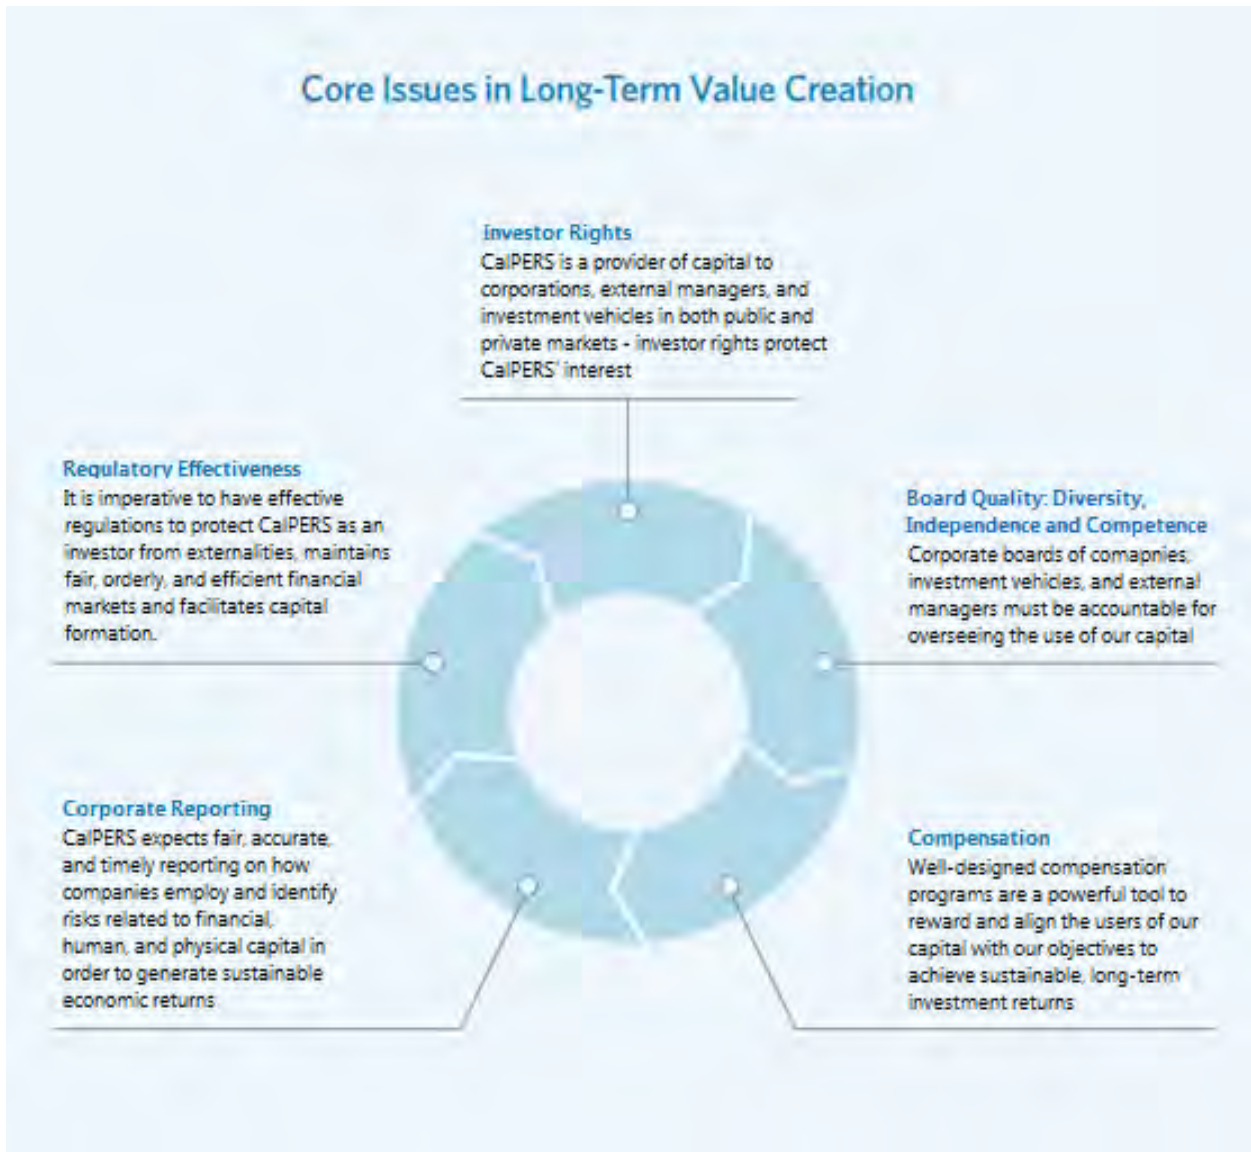 Core Issues in Long-Term Value Creation
Investor Rights
CalPERS is a provider of capital to
corporations, external managers, and
investment vehicles in both public and
private markets - investor rights protect
CalPERS' interest
Regulatory Effectiveness
It is imperative to have effective
regulations to protect CalPERS as an
investor from externalities, maintains
fair, orderly, and efficient financial
markets and facilitates capital
formation.
Board Quality: Diversity,
Independence and Competence
Corporate boards of comapnies,
investment vehicles, and external
managers must be accountable for
overseeing the use of our capital
Corporate Reporting
CalPERS expects fair, accurate,
and timely reporting on how
companies employ and identify
risks related to financial,
human, and physical capital in
order to generate sustainable
economic returns
Compensation
Well-designed compensation
programs are a powerful tool to
reward and align the users of our
capital with our objectives to
achieve sustainable, long-term
investment returns